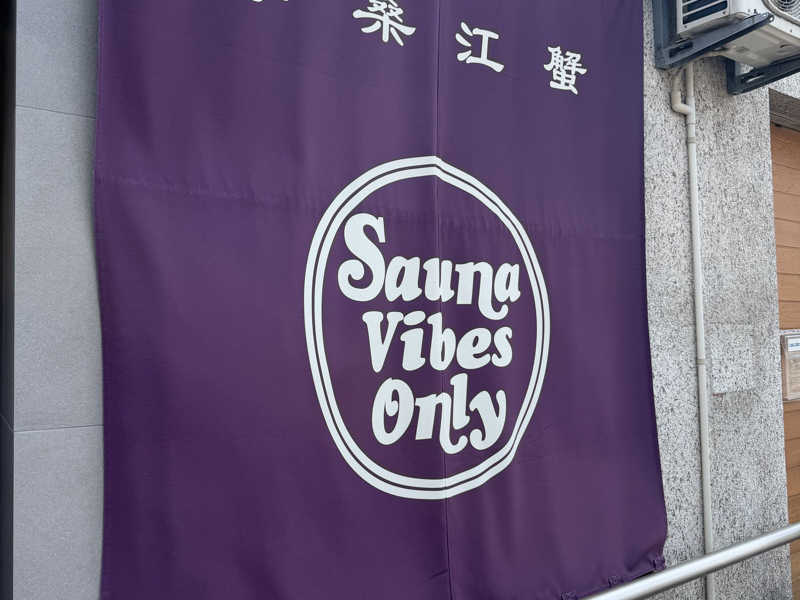 桑江蟹
Sauna
Vibes
Only